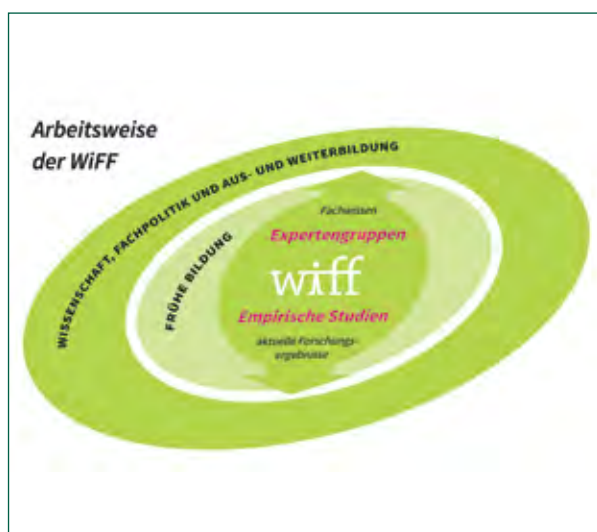 Arbeitsweise
der WiFF
WISSENSCHAFT, FACHPOLITIK UND AUS- UND WEITERBILDUNG
FRÜHE BILDUNG
Fachwissen
Expertengruppen
wiff
Empirische Studien
aktuelle Forschungs-
ergebnisse